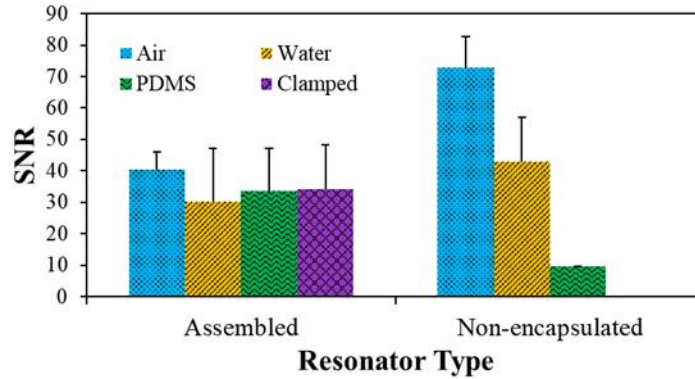 90
80
70
60
50
40
30
20
10
0
SNR
Air
Water
PDMS
Clamped
Assembled
Non-encapsulated
Resonator Type